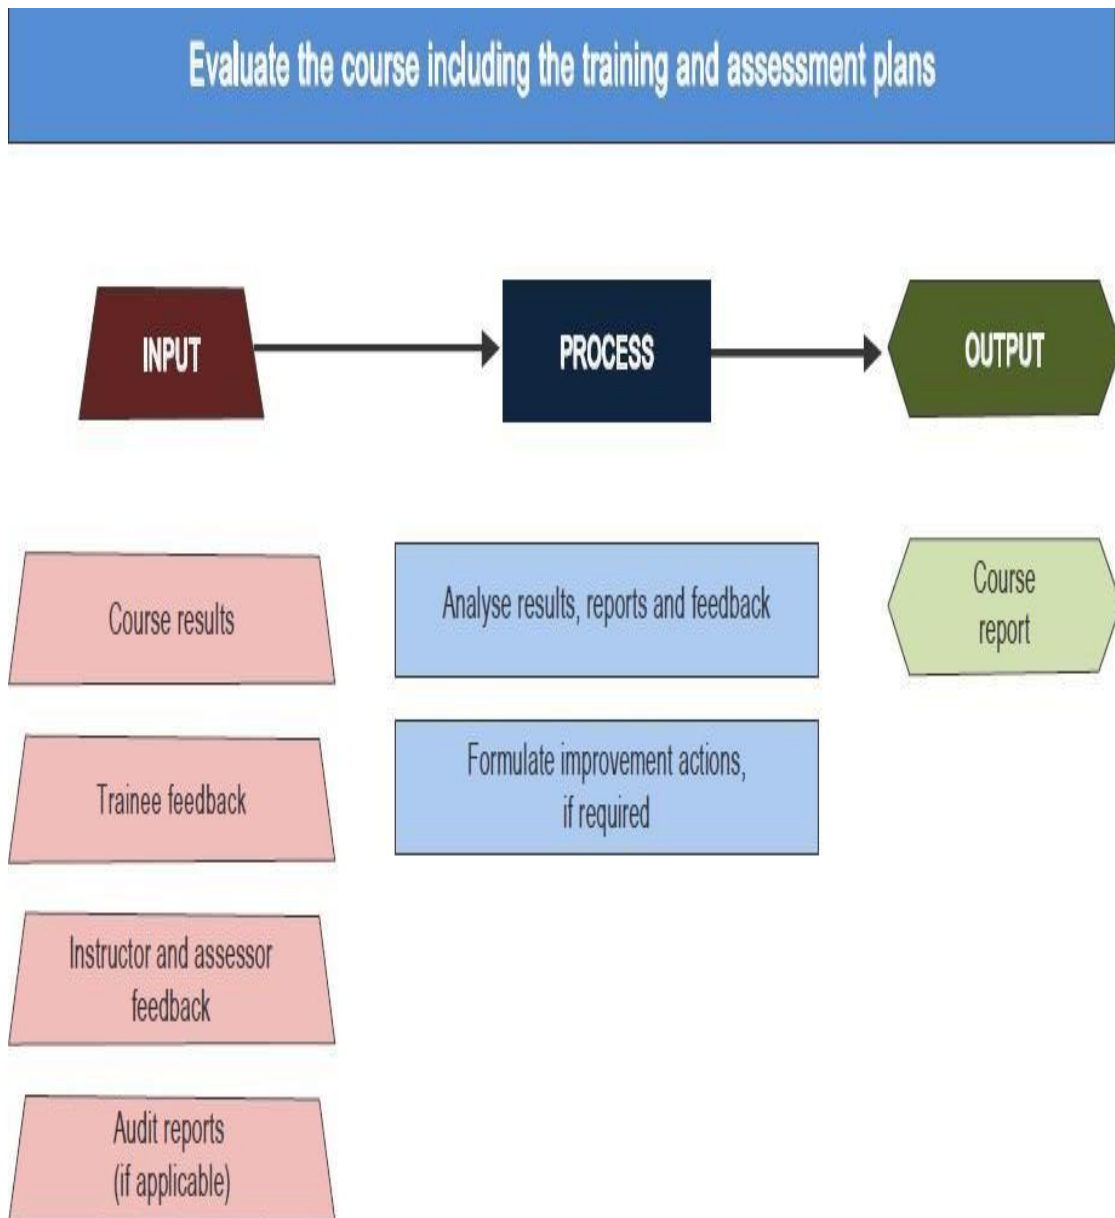 Evaluate the course including the training and assessment plans
INPUT
PROCESS
OUTPUT
Course results
Trainee feedback
Instructor and assessor
feedback
Audit reports
(if applicable)
Analyse results, reports and feedback
Formulate improvement actions,
if required
Course
report